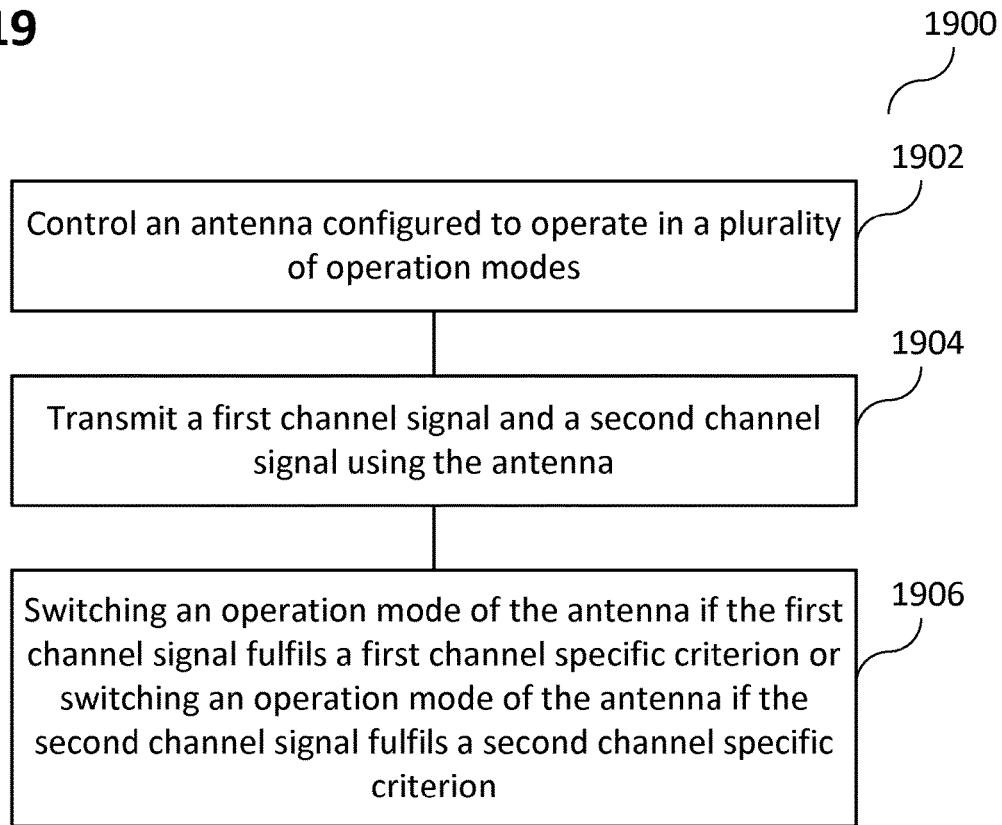 19
1900
1902
Control an antenna configured to operate in a plurality
of operation modes
1904
Transmit a first channel signal and a second channel
signal using the antenna
1906
Switching an operation mode of the antenna if the first
channel signal fulfils a first channel specific criterion or
switching an operation mode of the antenna if the
second channel signal fulfils a second channel specific
criterion